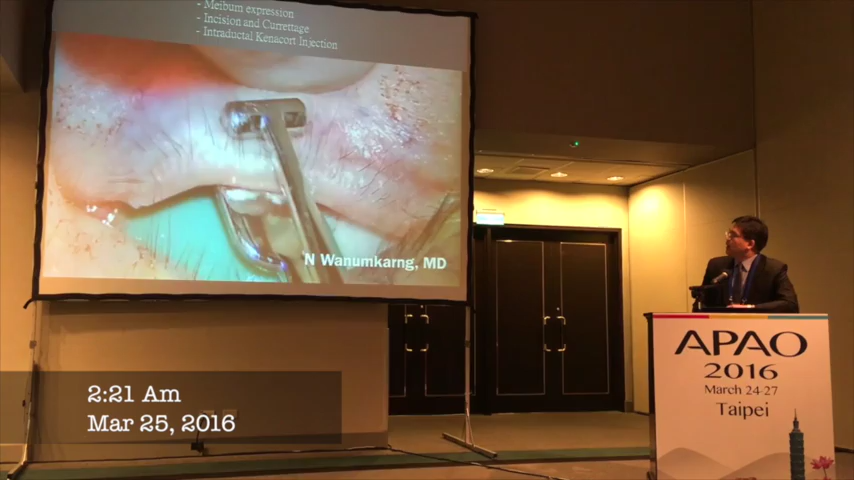 - Meibum expression
- Incision and Currettage
- Intraductal Kenacort Injection
N Wanumkarng, MD
APAO
2016
March 24-27
Taipei
2:21 Am
Mar 25, 2016